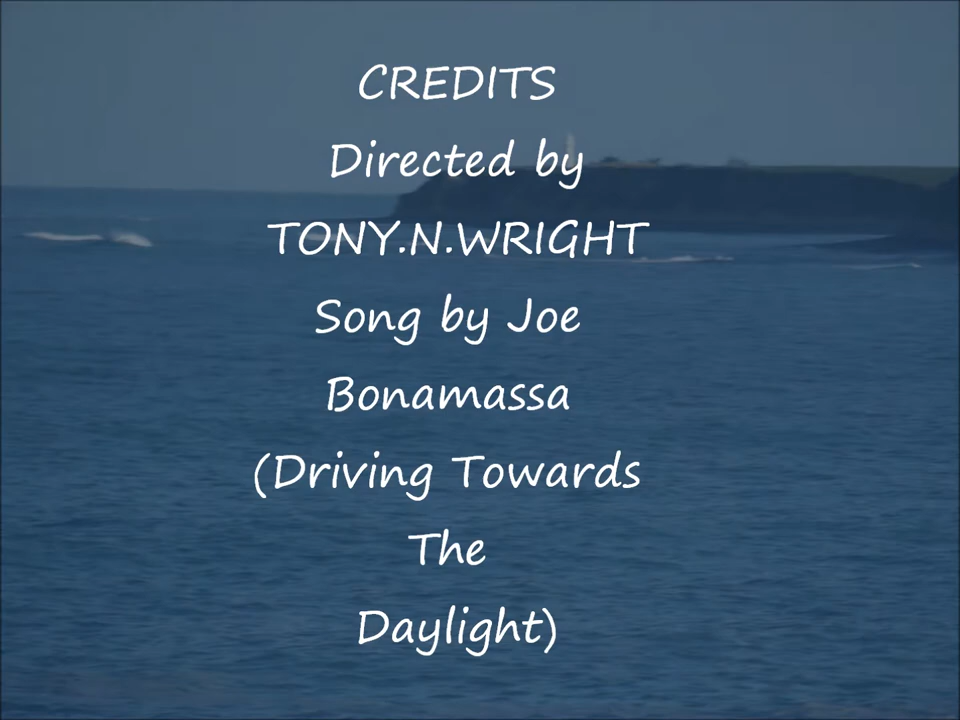 CREDITS
Directed by
TONY.N.WRIGHT
Song by Joe
Bonamassa
(Driving Towards
The
Daylight)